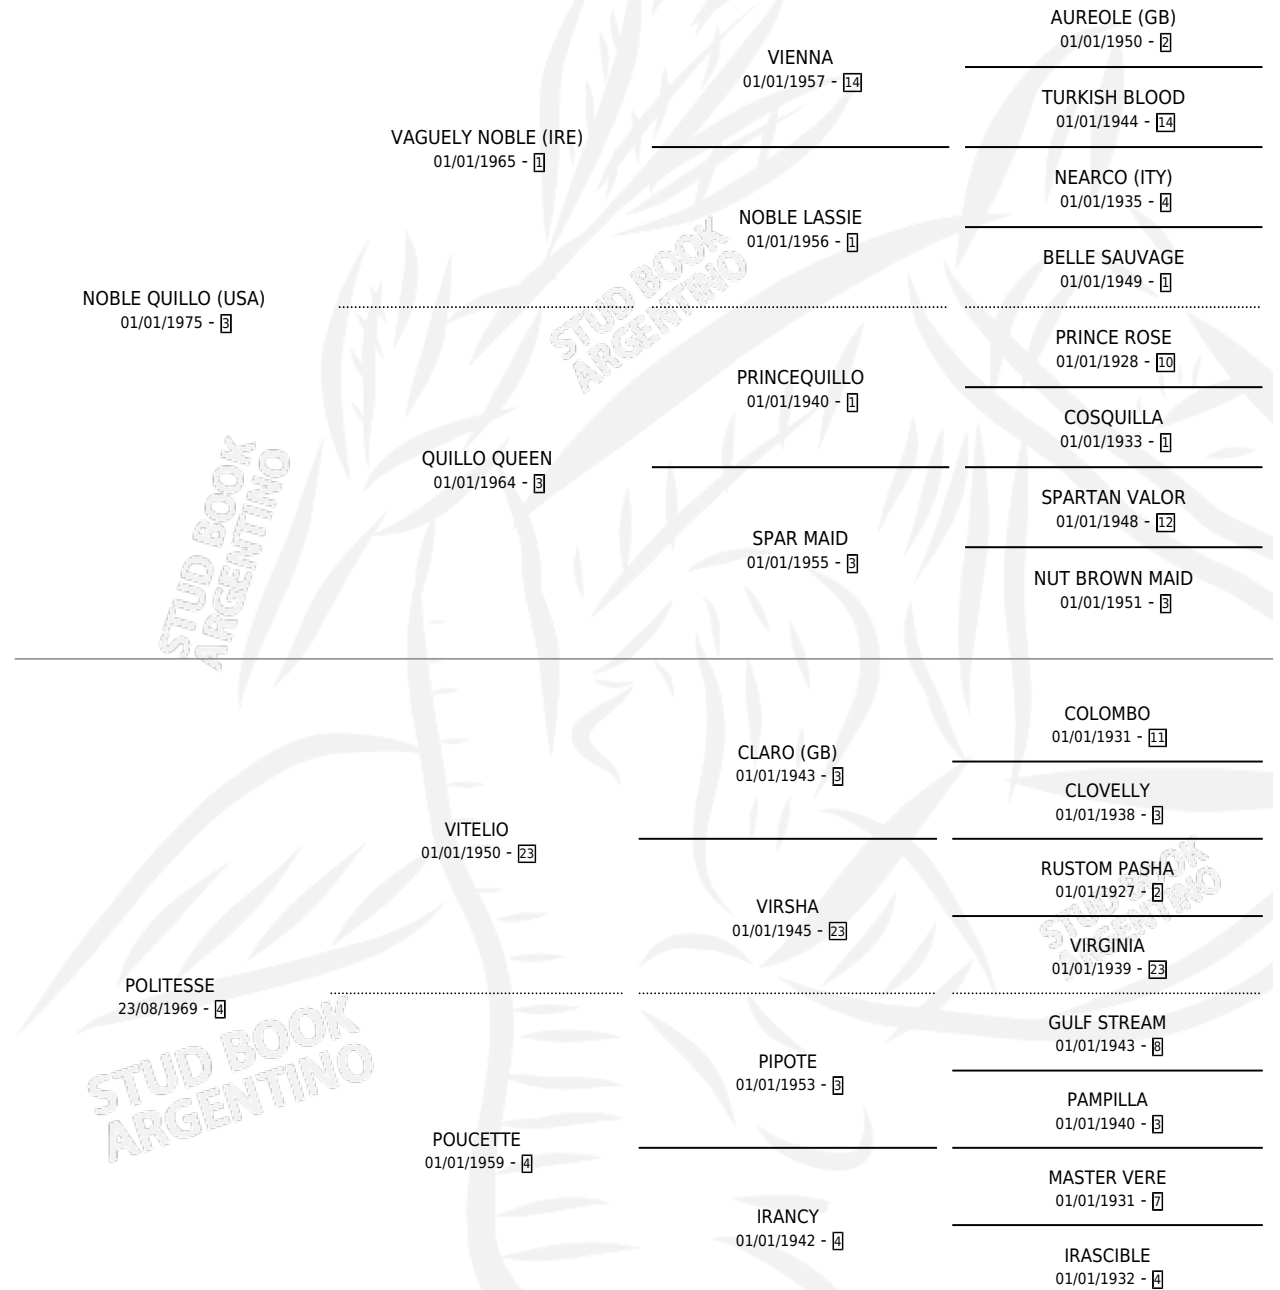 AUREOLE (GB)
01/01/1950 - 2
VIENNA
01/01/1957 - 14
TURKISH BLOOD
01/01/1944 - 14
VAGUELY NOBLE (IRE)
01/01/1965 - 1
NEARCO (ITY)
01/01/1935 - 4
NOBLE LASSIE
01/01/1956 - 1
BELLE SAUVAGE
01/01/1949 - 1
NOBLE QUILLO (USA)
01/01/1975 - 3
PRINCE ROSE
01/01/1928 - 10
PRINCEQUILLO
01/01/1940 - 1
COSQUILLA
01/01/1933 - 1
QUILLO QUEEN
01/01/1964 - 3
SPARTAN VALOR
01/01/1948 - 12
SPAR MAID
01/01/1955 - 3
NUT BROWN MAID
01/01/1951 - 3
COLOMBO
01/01/1931 - 11
CLARO (GB)
01/01/1943 - 3
CLOVELLY
01/01/1938 - 3
VITELIO
01/01/1950 - 23
RUSTOM PASHA
01/01/1927 - 2
VIRSHA
01/01/1945 - 23
VIRGINIA
01/01/1939 - 23
POLITESSE
23/08/1969 - 4
GULF STREAM
01/01/1943 - 8
PIPOTE
01/01/1953 - 3
PAMPILLA
01/01/1940 - 3
POUCETTE
01/01/1959 - 4
MASTER VERE
01/01/1931 - 7
IRANCY
01/01/1942 - 4
IRASCIBLE
01/01/1932 - 4
STUD BOOK
ARGENTINO
STUD BOOK
ARGENTINO
STUD BOOK
ARGENTINO
STUD BOOK
ARGENTINO